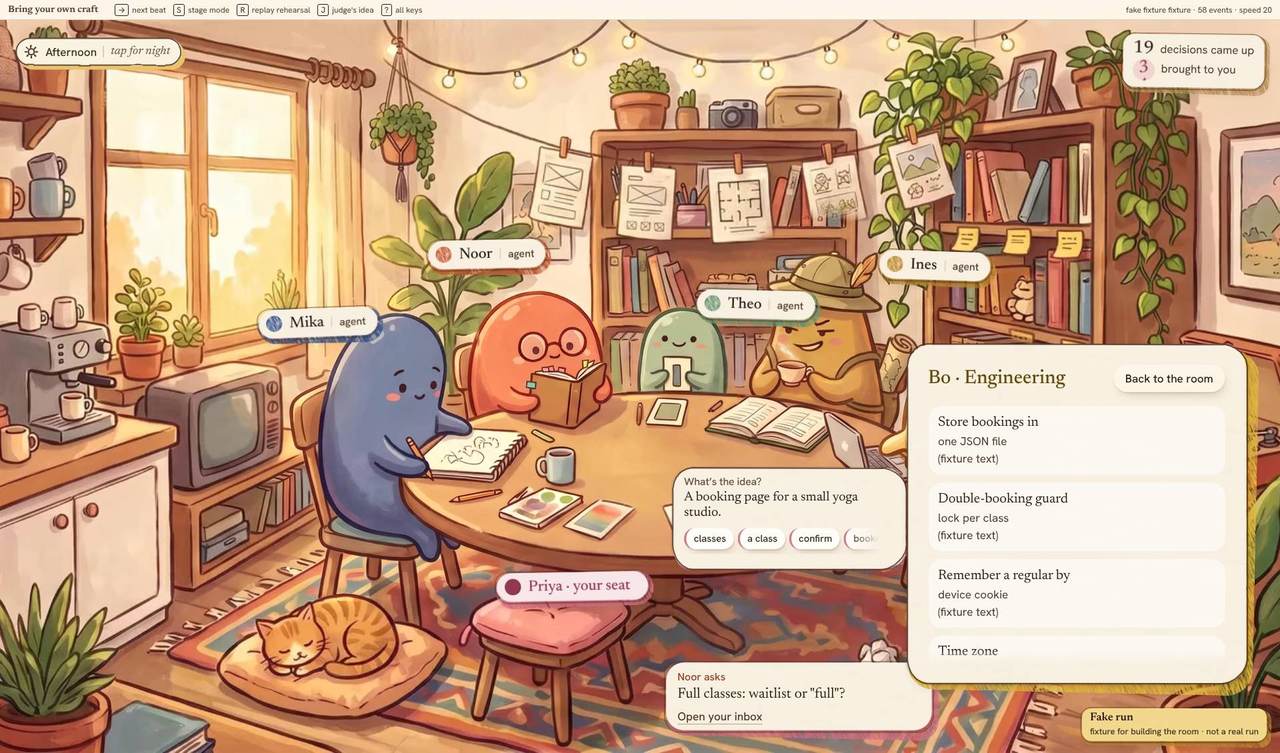 Bring your own craft
→ next beat S stage mode R replay rehearsal J judge's idea ? all keys
fake fixture fixture · 58 events · speed 20
Afternoon | tap for night
19 decisions came up
3 brought to you
Noor | agent
Ines | agent
Theo | agent
Mika | agent
Bo · Engineering
Back to the room
Store bookings in
one JSON file
(fixture text)
Double-booking guard
lock per class
(fixture text)
Remember a regular by
device cookie
(fixture text)
Time zone
What's the idea?
A booking page for a small yoga
studio.
classes
a class
confirm
book
Priya · your seat
Noor asks
Full classes: waitlist or "full"?
Open your inbox
Fake run
fixture for building the room · not a real run